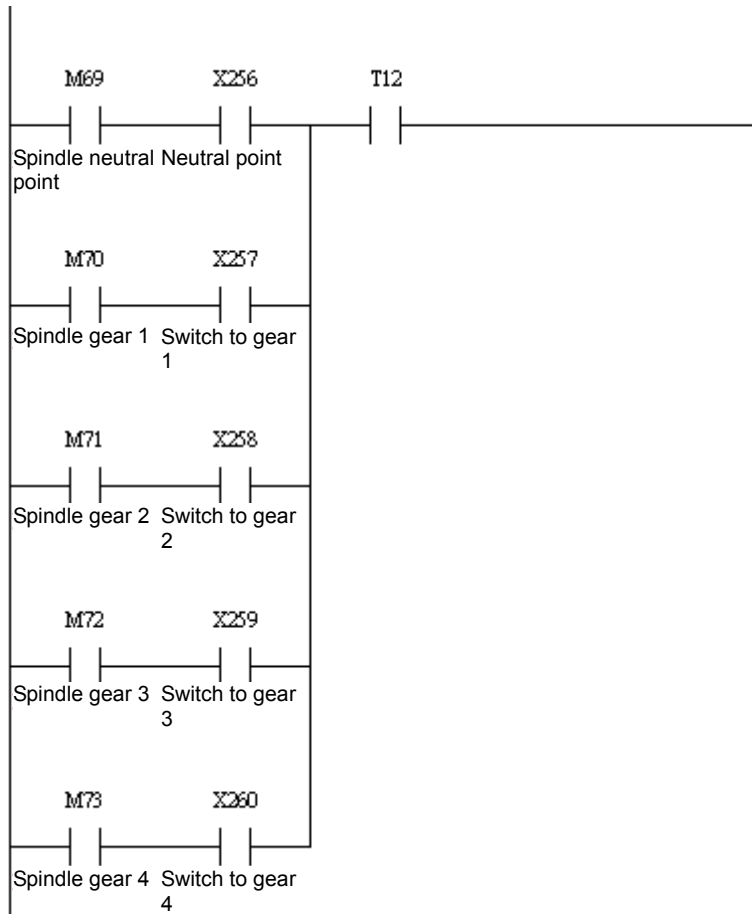 M69 X256 T12
Spindle neutral Neutral point
point
M70 X257
Spindle gear 1 Switch to gear
1
M71 X258
Spindle gear 2 Switch to gear
2
M72 X259
Spindle gear 3 Switch to gear
3
M73 X260
Spindle gear 4 Switch to gear
4